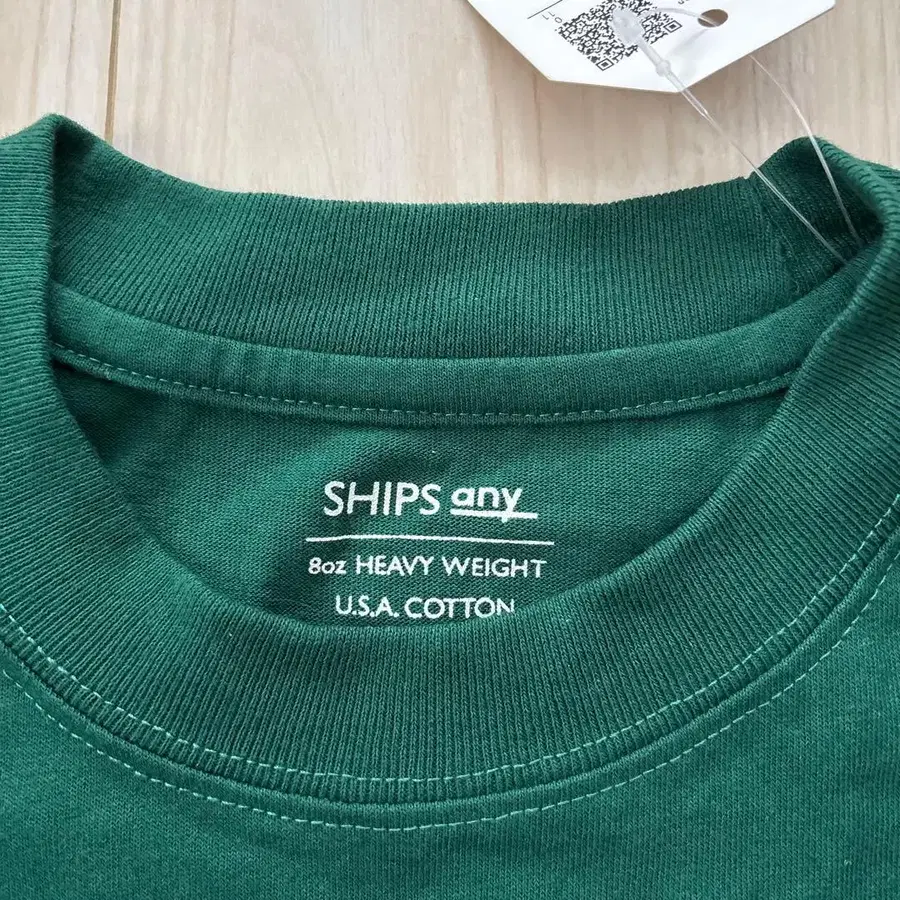 SHIPS any
8oz HEAVY WEIGHT
U.S.A. COTTON